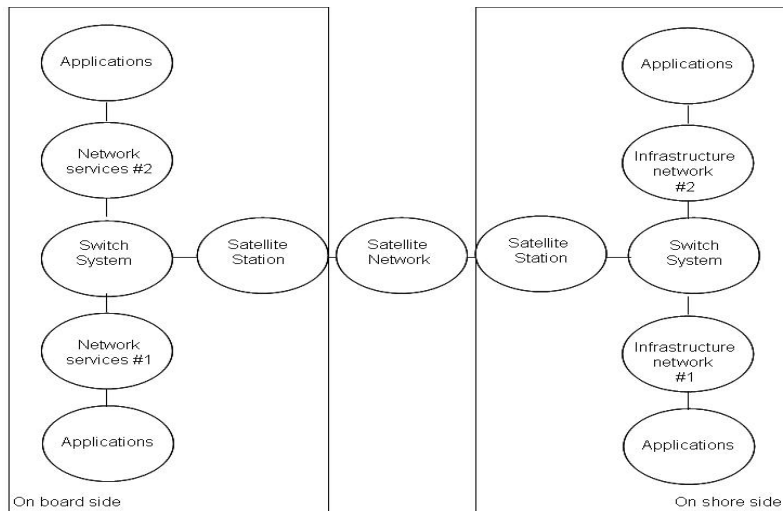 Applications
Network
services #2
Switch
System
Satellite
Station
Network
services #1
Applications
On board side
Satellite
Network
Applications
Infrastructure
network
#2
Satellite
Station
Switch
System
Infrastructure
network
#1
Applications
On shore side